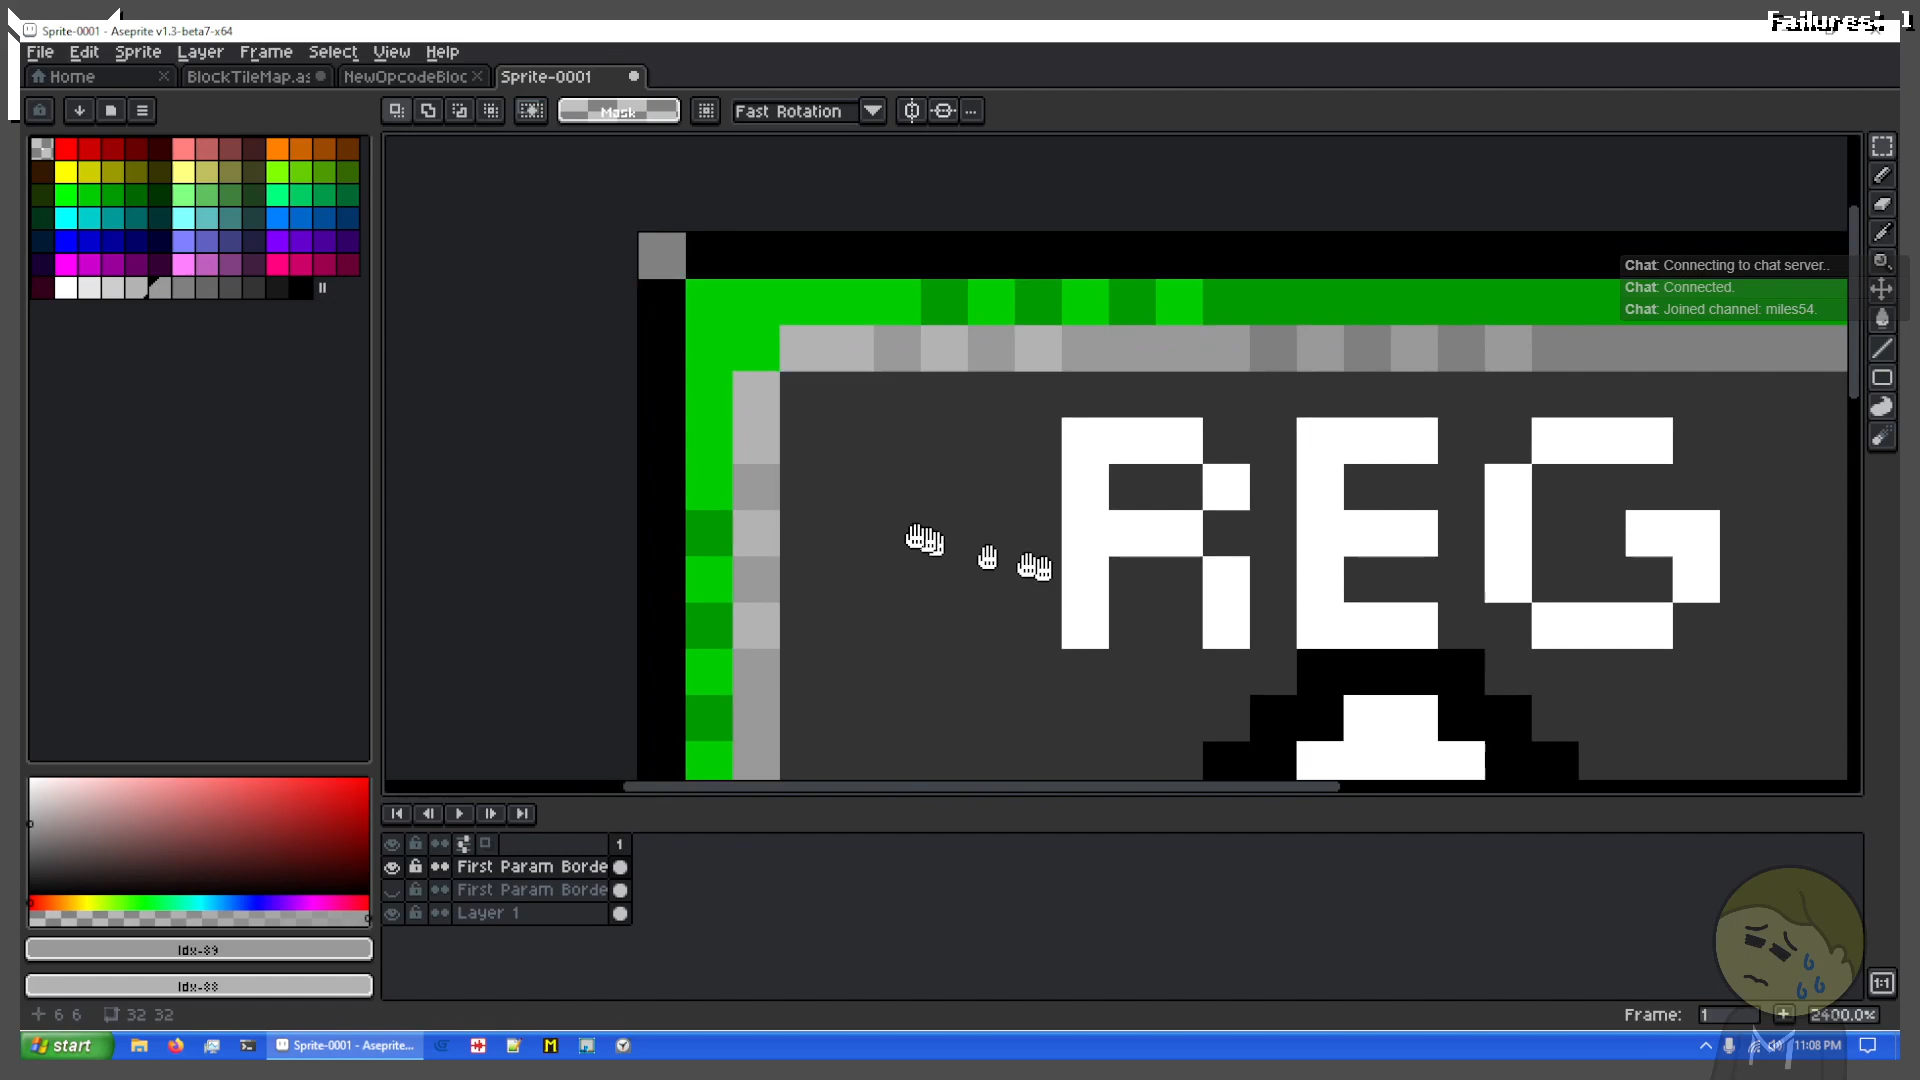 Failures: 1
Sprite-0001 - Aseprite v1.3-beta7-x64
File Edit Sprite Layer Frame Select View Help
Home BlockTileMap.as NewOpcodeBloc Sprite-0001
Mask Fast Rotation
Chat: Connecting to chat server..
Chat: Connected.
Chat: Joined channel: miles54.
REG
1
First Param Borde
First Param Borde
Layer 1
Idx-89
Idx-88
6 6 32 32
Frame: 1 2400.0%
1:1
start Sprite-0001 - Aseprite... 11:08 PM